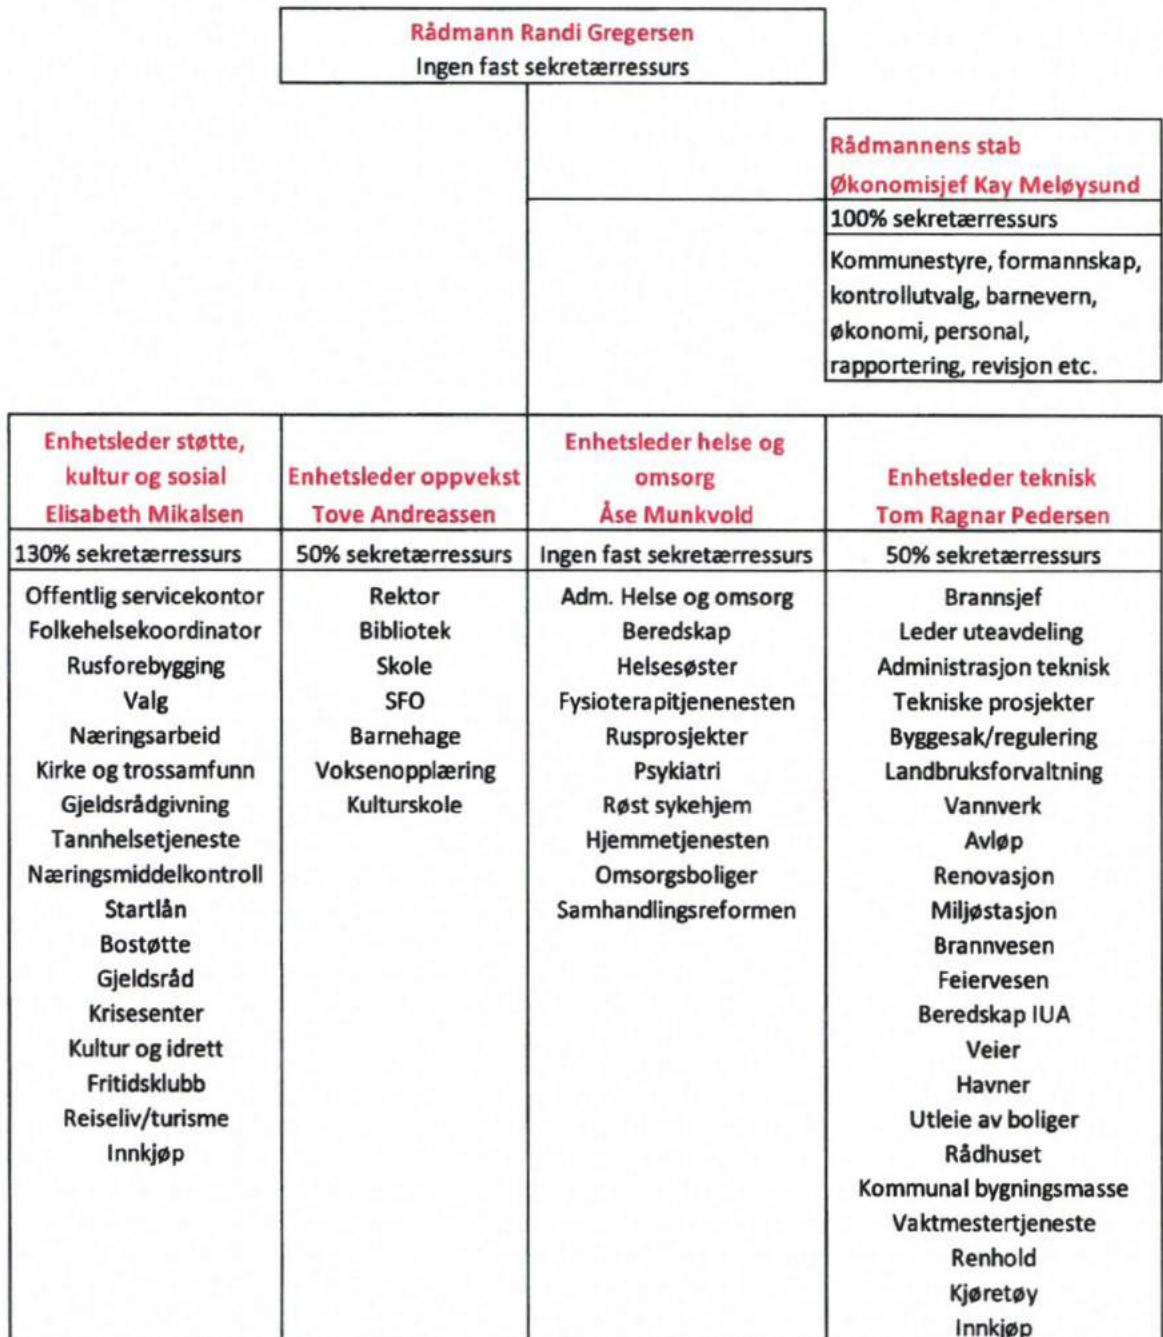 Rådmann Randi Gregersen
Ingen fast sekretærressurs
Rådmannens stab
Økonomisjef Kay Meløysund
100% sekretærressurs
Kommunestyre, formannskap,
kontrollutvalg, barnevern,
økonomi, personal,
rapportering, revisjon etc.
Enhetsleder støtte,
kultur og sosial
Elisabeth Mikalsen
130% sekretærressurs
Offentlig servicekontor
Folkehelsekoordinator
Rusforebygging
Valg
Næringsarbeid
Kirke og trossamfunn
Gjeldsrådgivning
Tannhelsetjeneste
Næringsmiddelkontroll
Startlån
Bostøtte
Gjeldsråd
Krisesenter
Kultur og idrett
Fritidsklubb
Reiseliv/turisme
Innkjøp
Enhetsleder oppvekst
Tove Andreassen
50% sekretærressurs
Rektor
Bibliotek
Skole
SFO
Barnehage
Voksenopplæring
Kulturskole
Enhetsleder helse og
omsorg
Åse Munkvold
Ingen fast sekretærressurs
Adm. Helse og omsorg
Beredskap
Helsesøster
Fysioterapitjenenesten
Rusprosjekter
Psykiatri
Røst sykehjem
Hjemmetjenesten
Omsorgsboliger
Samhandlingsreformen
Enhetsleder teknisk
Tom Ragnar Pedersen
50% sekretærressurs
Brannsjef
Leder uteavdeling
Administrasjon teknisk
Tekniske prosjekter
Byggesak/regulering
Landbruksforvaltning
Vannverk
Avløp
Renovasjon
Miljøstasjon
Brannvesen
Feiervesen
Beredskap IUA
Veier
Havner
Utleie av boliger
Rådhuset
Kommunal bygningsmasse
Vaktmestertjeneste
Renhold
Kjøretøy
Innkjøp